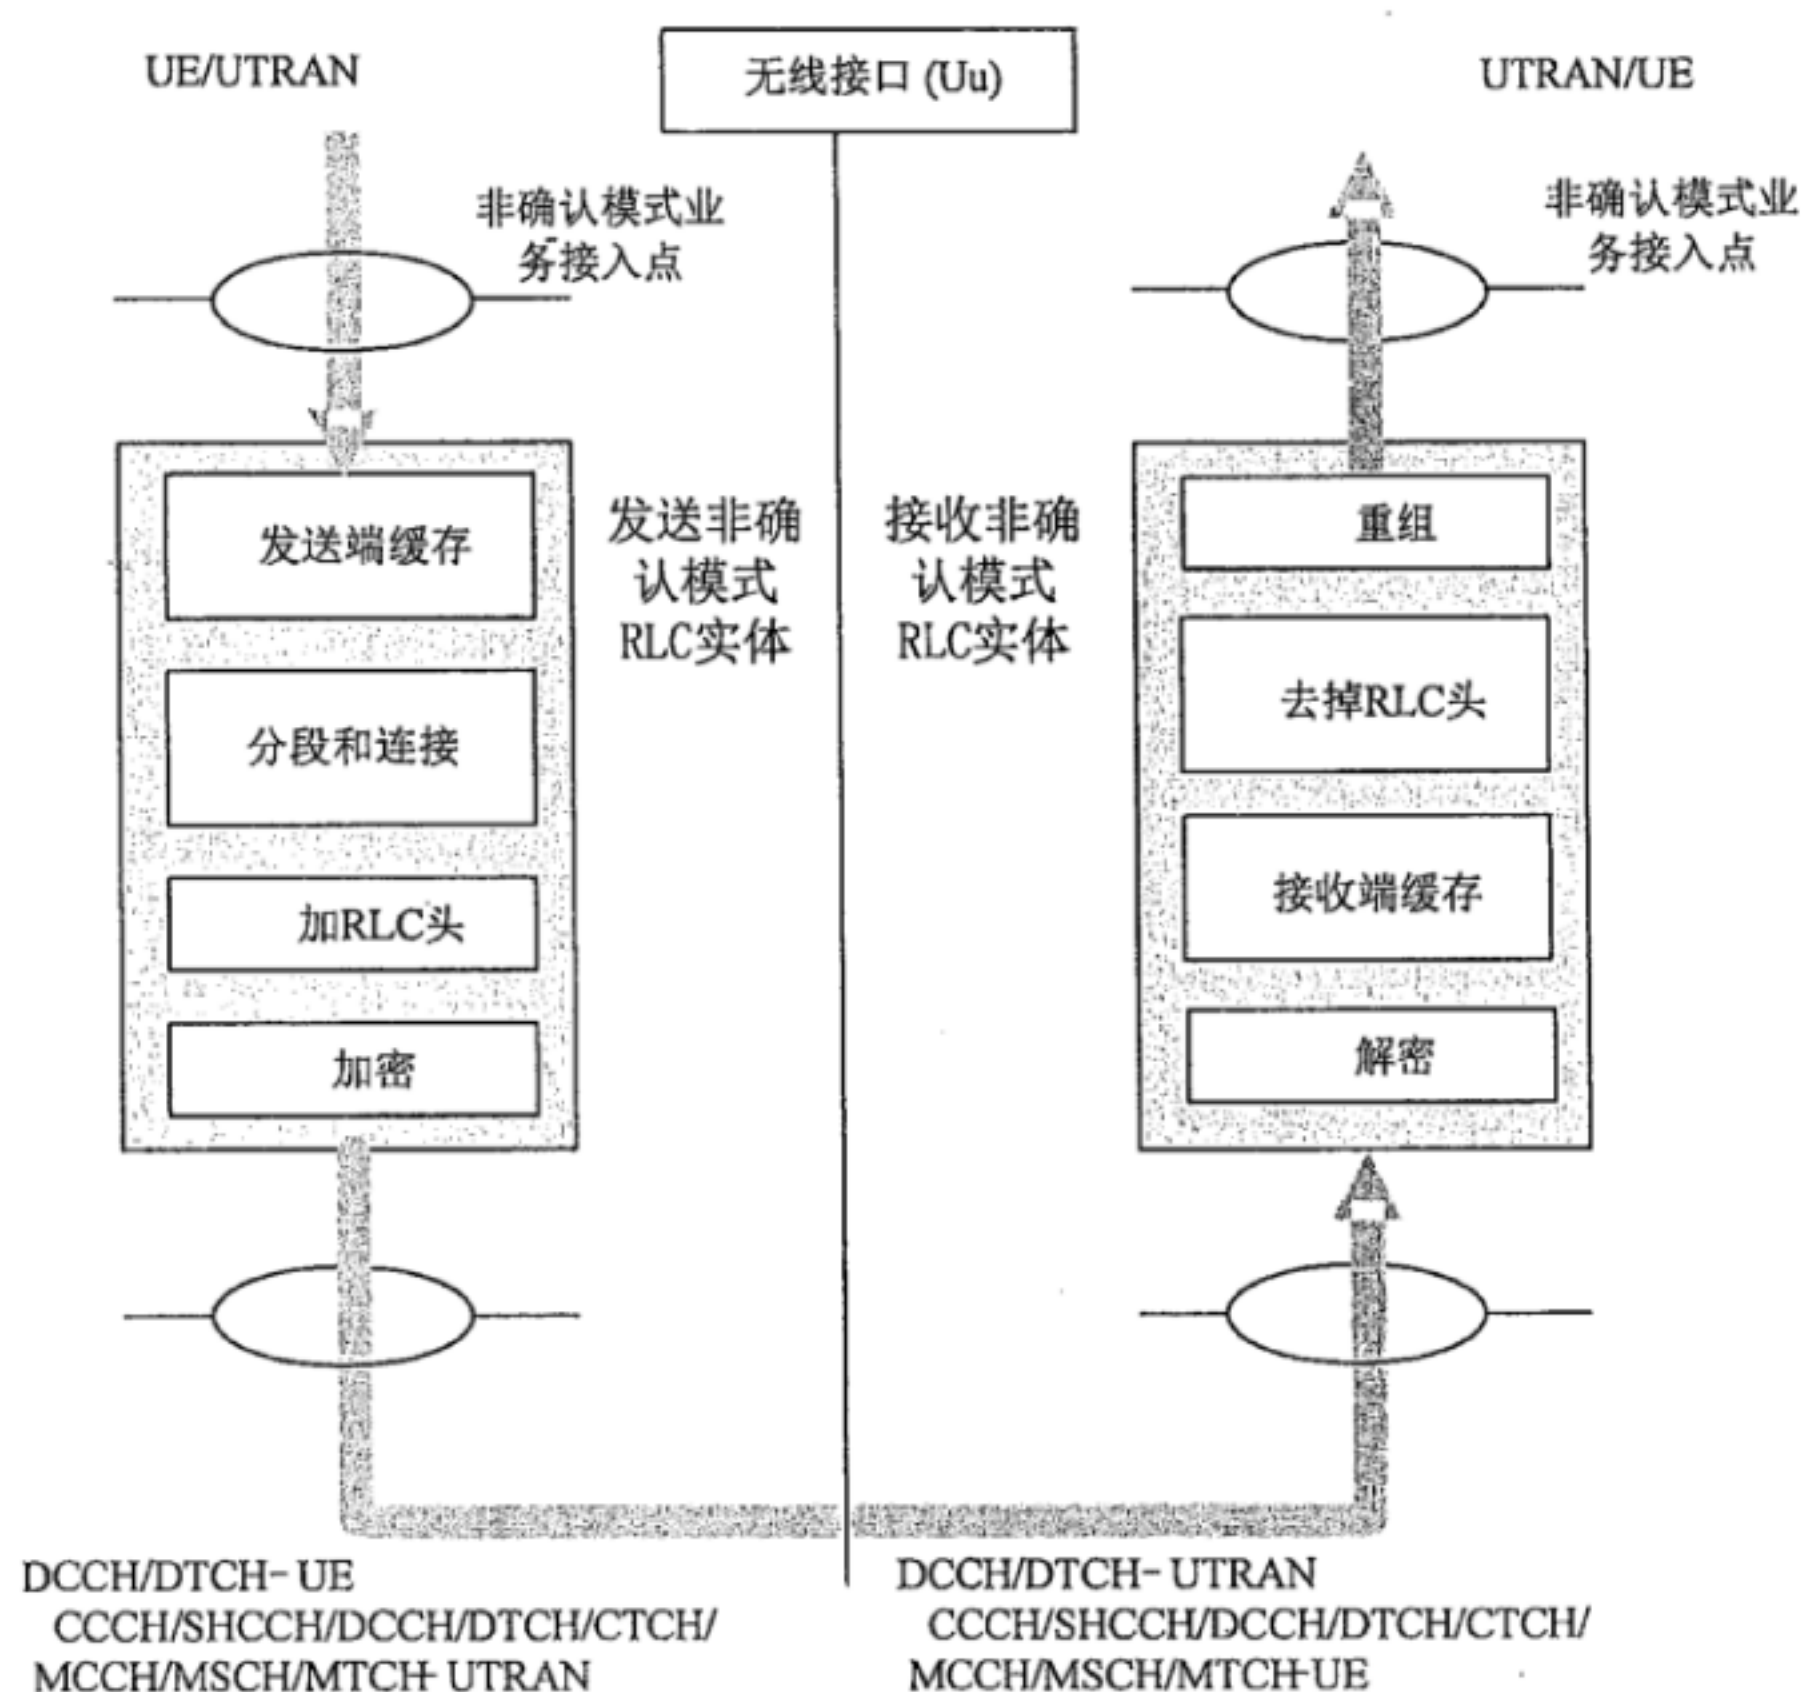 UE/UTRAN
无线接口 (Uu)
UTRAN/UE
非确认模式业
务接入点
非确认模式业
务接入点
发送端缓存
分段和连接
加RLC头
加密
发送非确
认模式
RLC实体
接收非确
认模式
RLC实体
重组
去掉RLC头
接收端缓存
解密
DCCH/DTCH- UE
CCCH/SHCCH/DCCH/DTCH/CTCH/
MCCH/MSCH/MTCH- UTRAN
DCCH/DTCH- UTRAN
CCCH/SHCCH/DCCH/DTCH/CTCH/
MCCH/MSCH/MTCH-UE